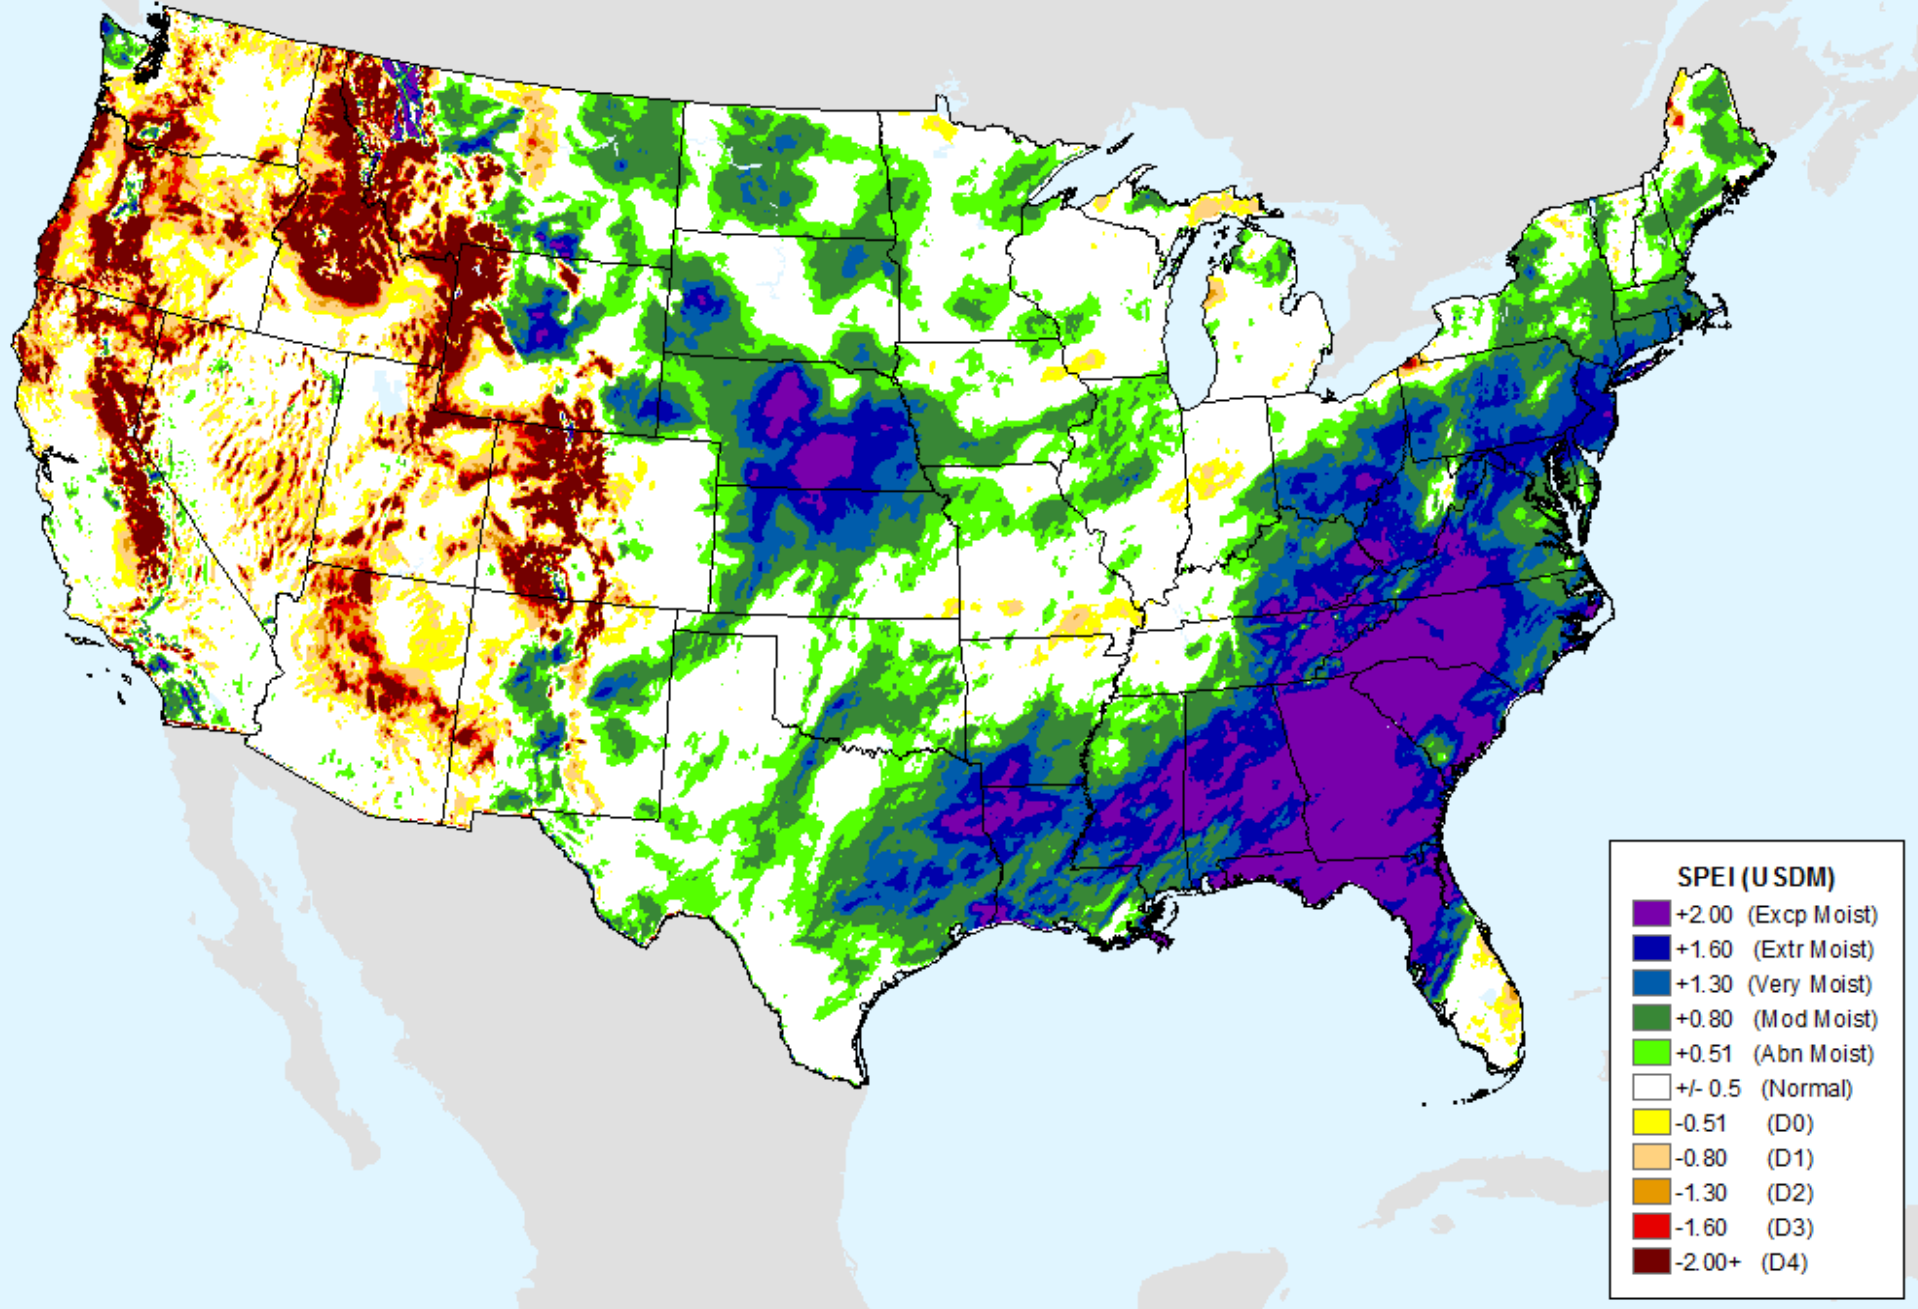 SPEI (USDM)
+2.00 (Excp Moist)
+1.60 (Extr Moist)
+1.30 (Very Moist)
+0.80 (Mod Moist)
+0.51 (Abn Moist)
+/- 0.5 (Normal)
-0.51 (D0)
-0.80 (D1)
-1.30 (D2)
-1.60 (D3)
-2.00+ (D4)